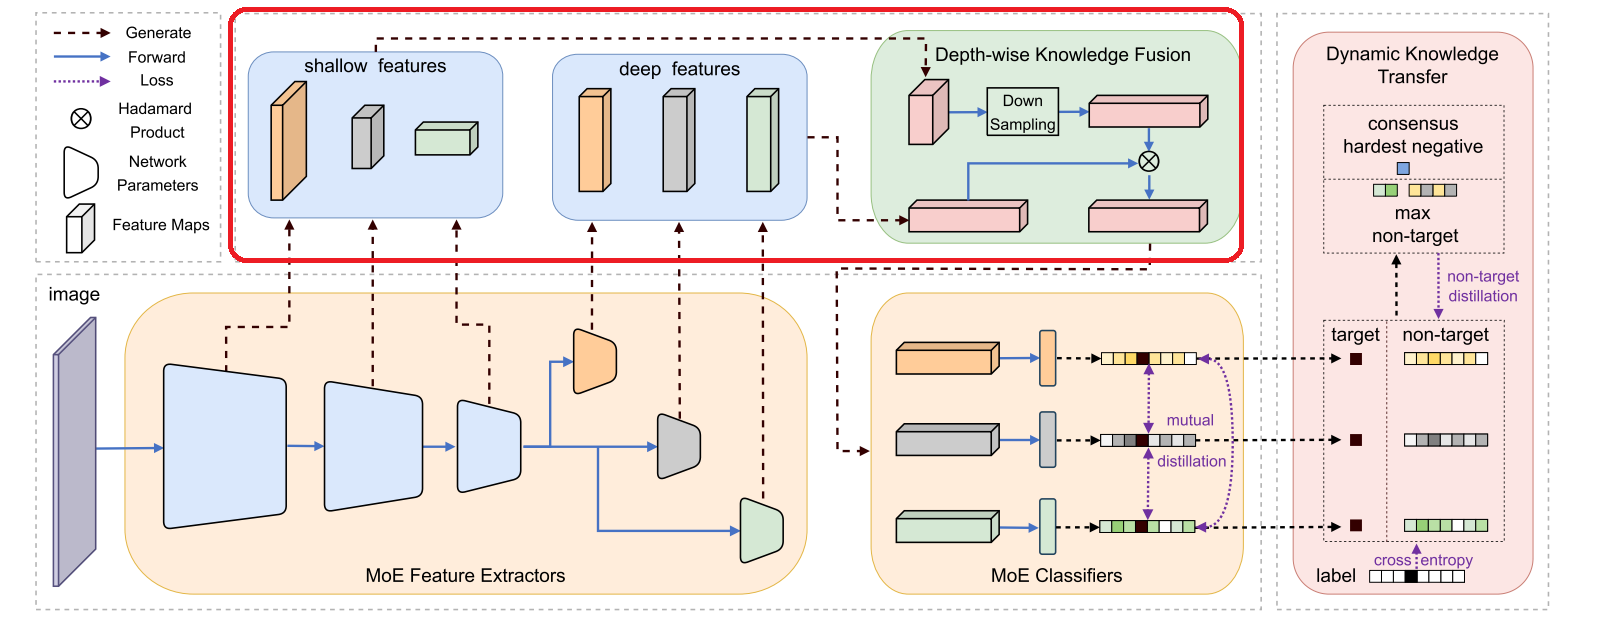 Generate
Forward
Loss
Hadamard
Product
Network
Parameters
Feature Maps
shallow features
deep features
Depth-wise Knowledge Fusion
Down
Sampling
Dynamic Knowledge
Transfer
consensus
hardest negative
max
non-target
non-target
distillation
target
non-target
cross entropy
label
image
MoE Feature Extractors
mutual
distillation
MoE Classifiers